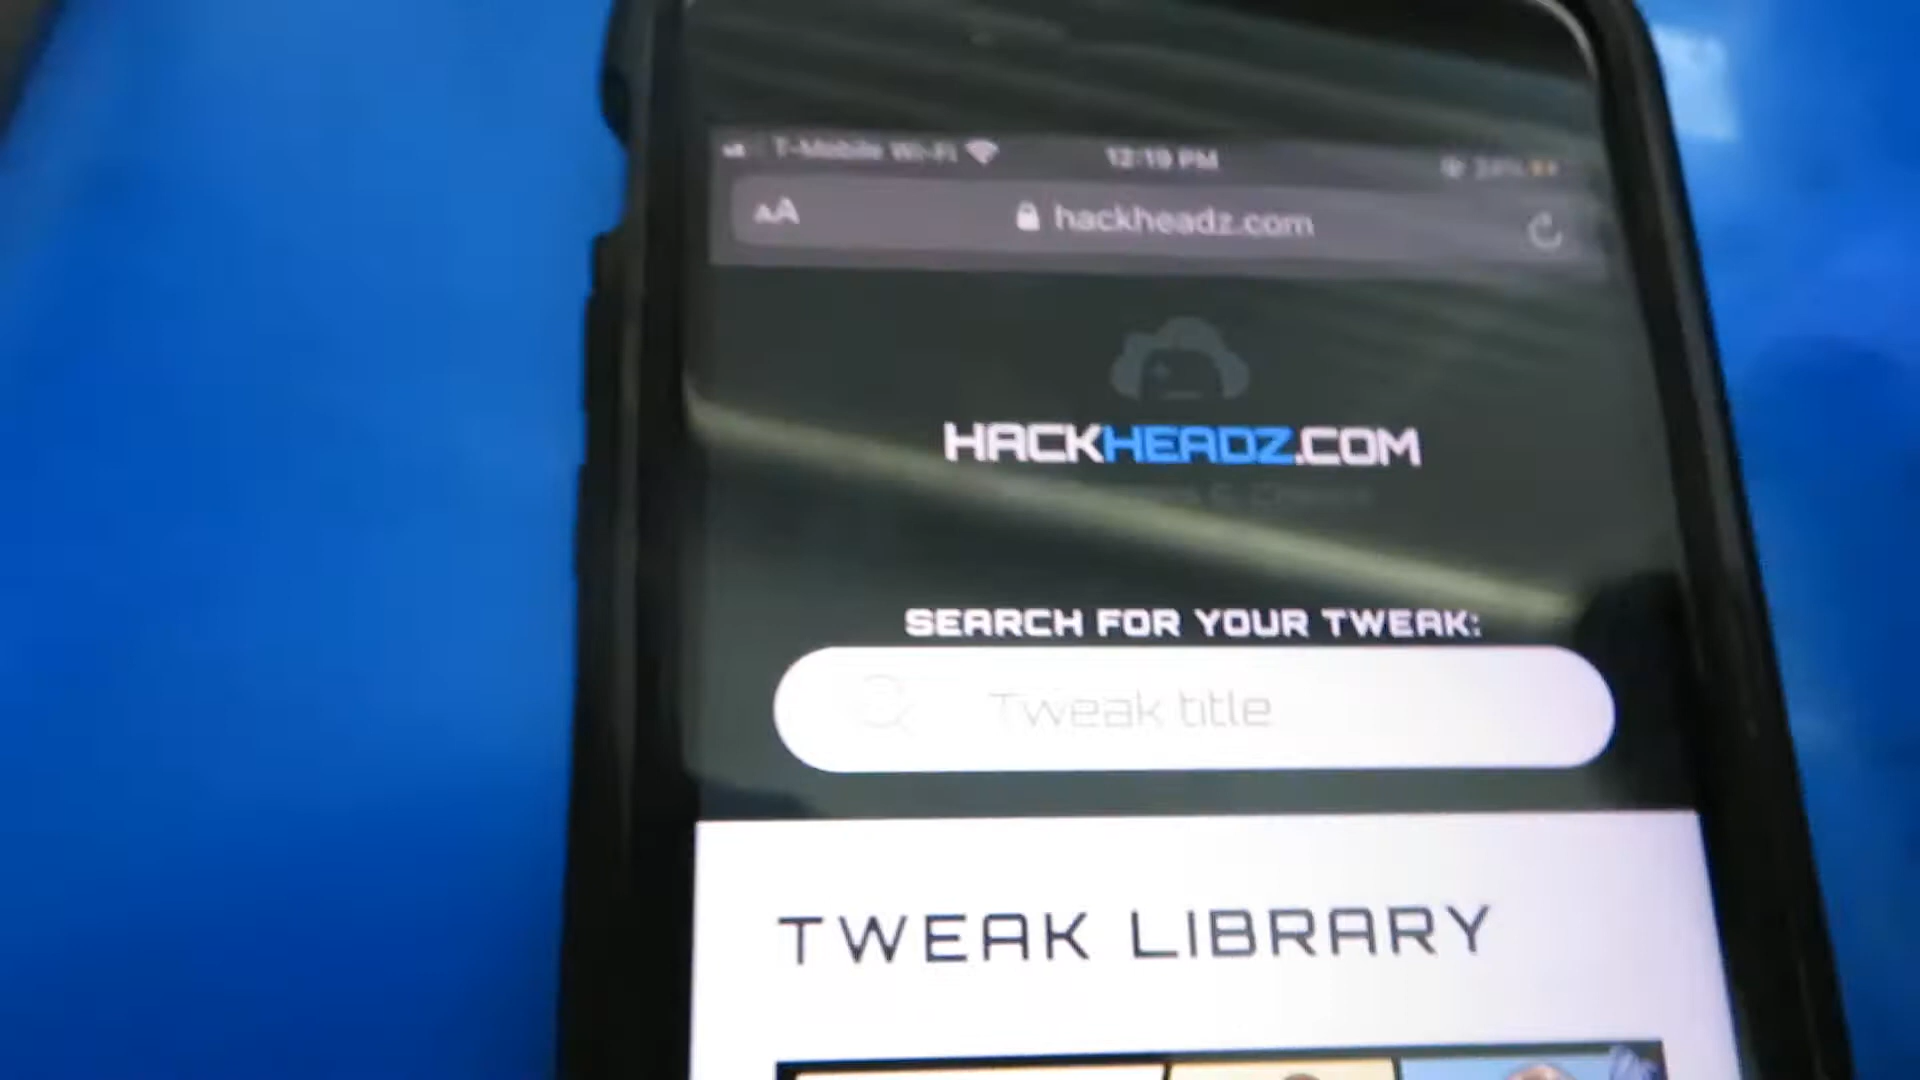 T-Mobile Wi-Fi 12:19 PM
AA hackheadz.com
HACKHEADZ.COM
SEARCH FOR YOUR TWEAK:
Tweak title
TWEAK LIBRARY